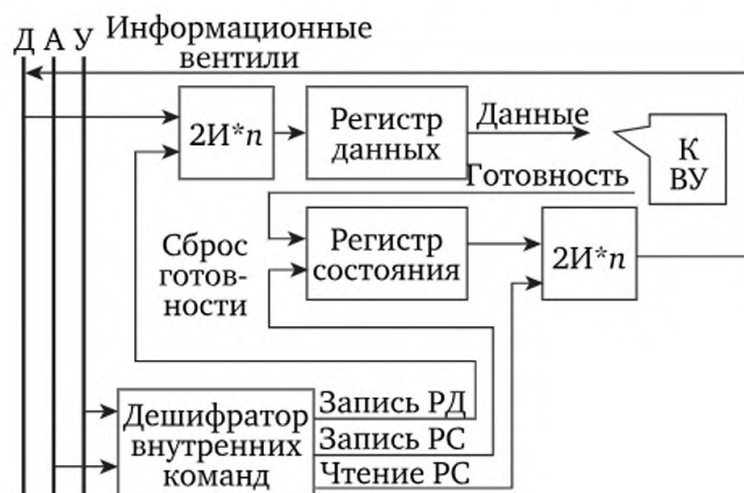 Д А У
Информационные
вентили
2И*n
Регистр
данных
Данные
К
ВУ
Готовность
Сброс
готов-
ности
Регистр
состояния
2И*n
Дешифратор
внутренних
команд
Запись РД
Запись РС
Чтение РС